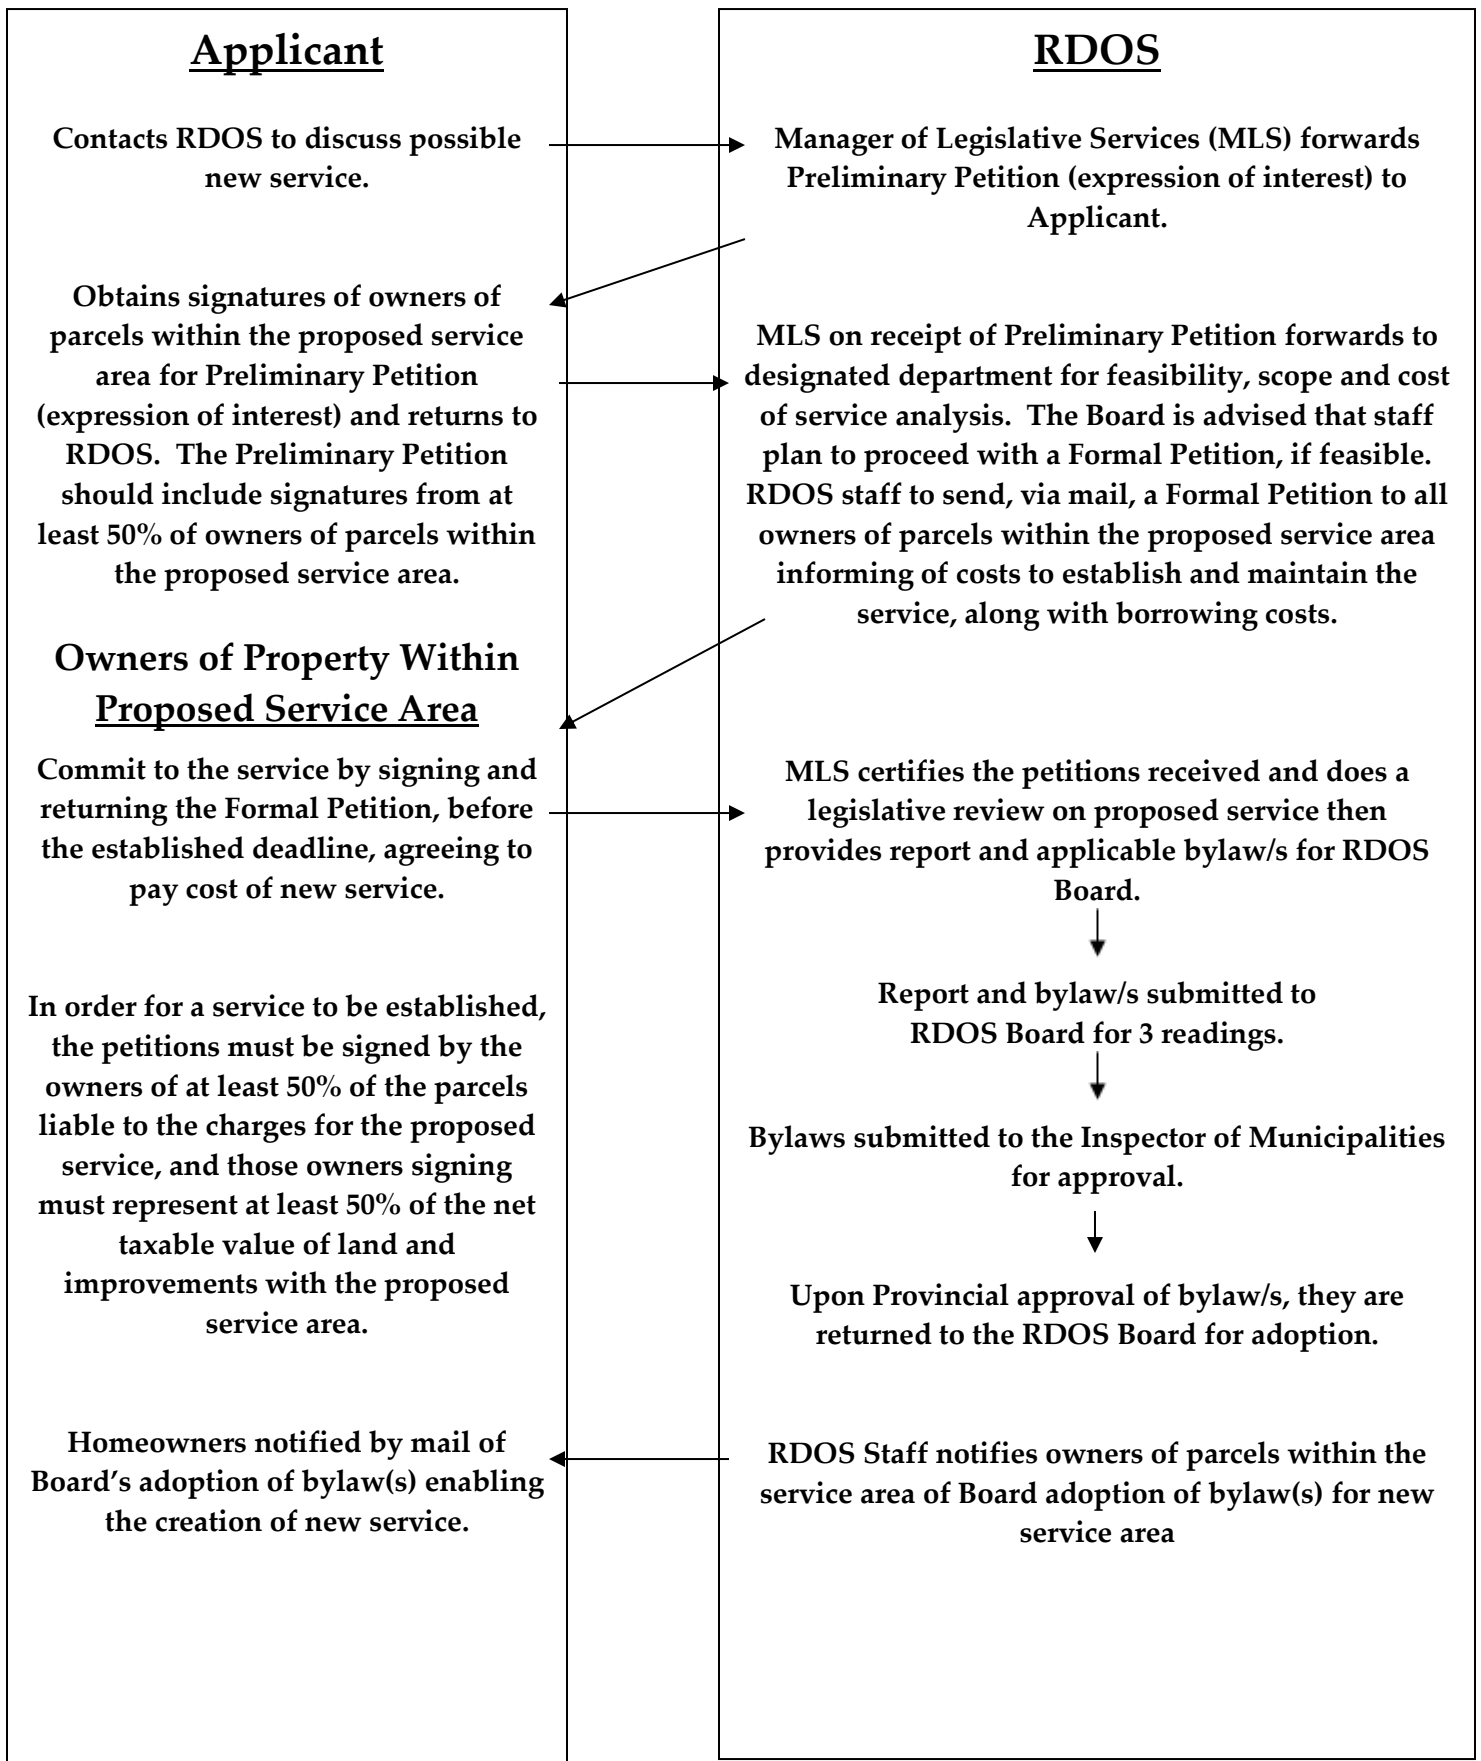 Applicant
Contacts RDOS to discuss possible
new service.
Obtains signatures of owners of
parcels within the proposed service
area for Preliminary Petition
(expression of interest) and returns to
RDOS.  The Preliminary Petition
should include signatures from at
least 50% of owners of parcels within
the proposed service area.
Owners of Property Within
Proposed Service Area
Commit to the service by signing and
returning the Formal Petition, before
the established deadline, agreeing to
pay cost of new service.
In order for a service to be established,
the petitions must be signed by the
owners of at least 50% of the parcels
liable to the charges for the proposed
service, and those owners signing
must represent at least 50% of the net
taxable value of land and
improvements with the proposed
service area.
Homeowners notified by mail of
Board’s adoption of bylaw(s) enabling
the creation of new service.
RDOS
Manager of Legislative Services (MLS) forwards
Preliminary Petition (expression of interest) to
Applicant.
MLS on receipt of Preliminary Petition forwards to
designated department for feasibility, scope and cost
of service analysis.  The Board is advised that staff
plan to proceed with a Formal Petition, if feasible.
RDOS staff to send, via mail, a Formal Petition to all
owners of parcels within the proposed service area
informing of costs to establish and maintain the
service, along with borrowing costs.
MLS certifies the petitions received and does a
legislative review on proposed service then
provides report and applicable bylaw/s for RDOS
Board.
Report and bylaw/s submitted to
RDOS Board for 3 readings.
Bylaws submitted to the Inspector of Municipalities
for approval.
Upon Provincial approval of bylaw/s, they are
returned to the RDOS Board for adoption.
RDOS Staff notifies owners of parcels within the
service area of Board adoption of bylaw(s) for new
service area